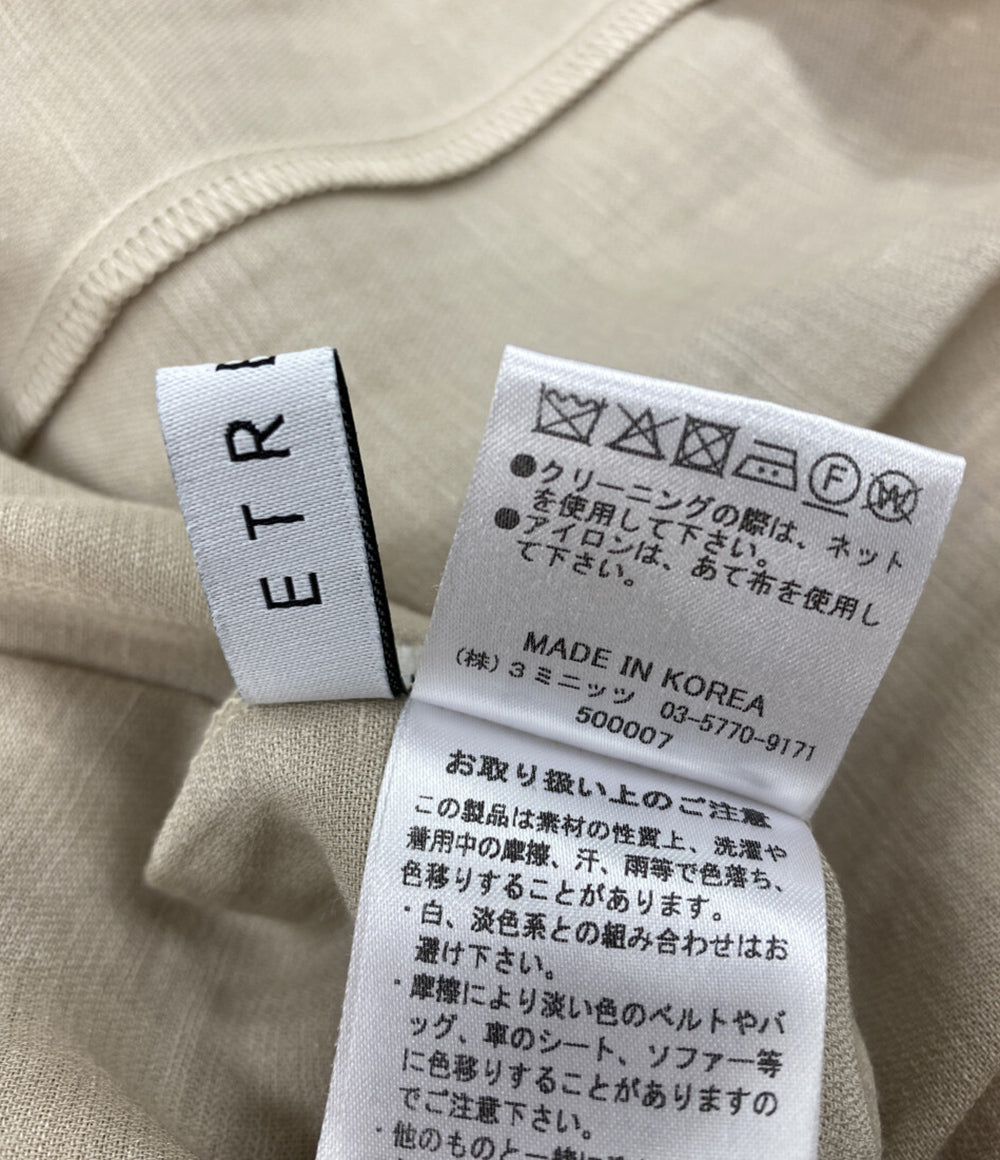 ETR
F W
●クリーニングの際は、ネット
を使用して下さい。
●アイロンは、あて布を使用し
て下さい。
MADE IN KOREA
(株)3ミニッツ 03-5770-9171
500007
お取り扱い上のご注意
この製品は素材の性質上、洗濯や
着用中の摩擦、汗、雨等で色落ち、
色移りすることがあります。
・白、淡色系との組み合わせはお
避け下さい。
・摩擦により淡い色のベルトやバ
ッグ、車のシート、ソファー等
に色移りすることがありますの
でご注意下さい。
・他のものと一緒に